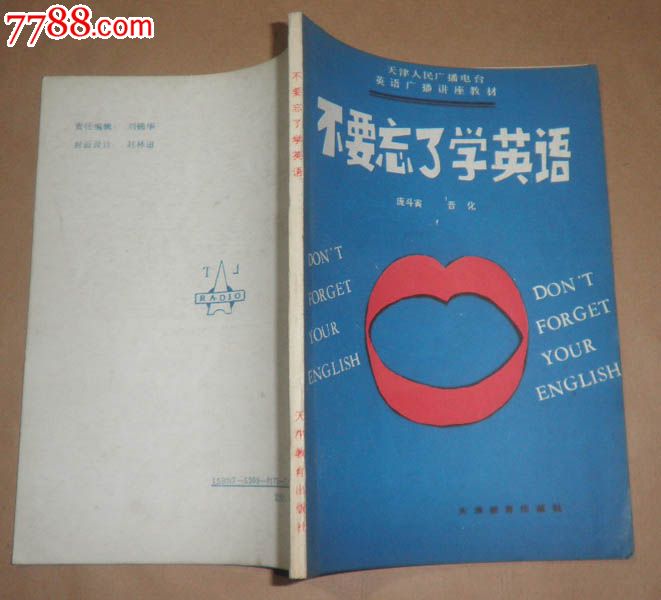 7788.com
天津人民广播电台
英语广播讲座教材
不要忘了学英语
庞斗寅 晋化
DON'T
FORGET
YOUR
ENGLISH
DON'T
FORGET
YOUR
ENGLISH
天津教育出版社
不要忘了学英语
天津教育出版社
责任编辑:
封面设计:
T J
RADIO